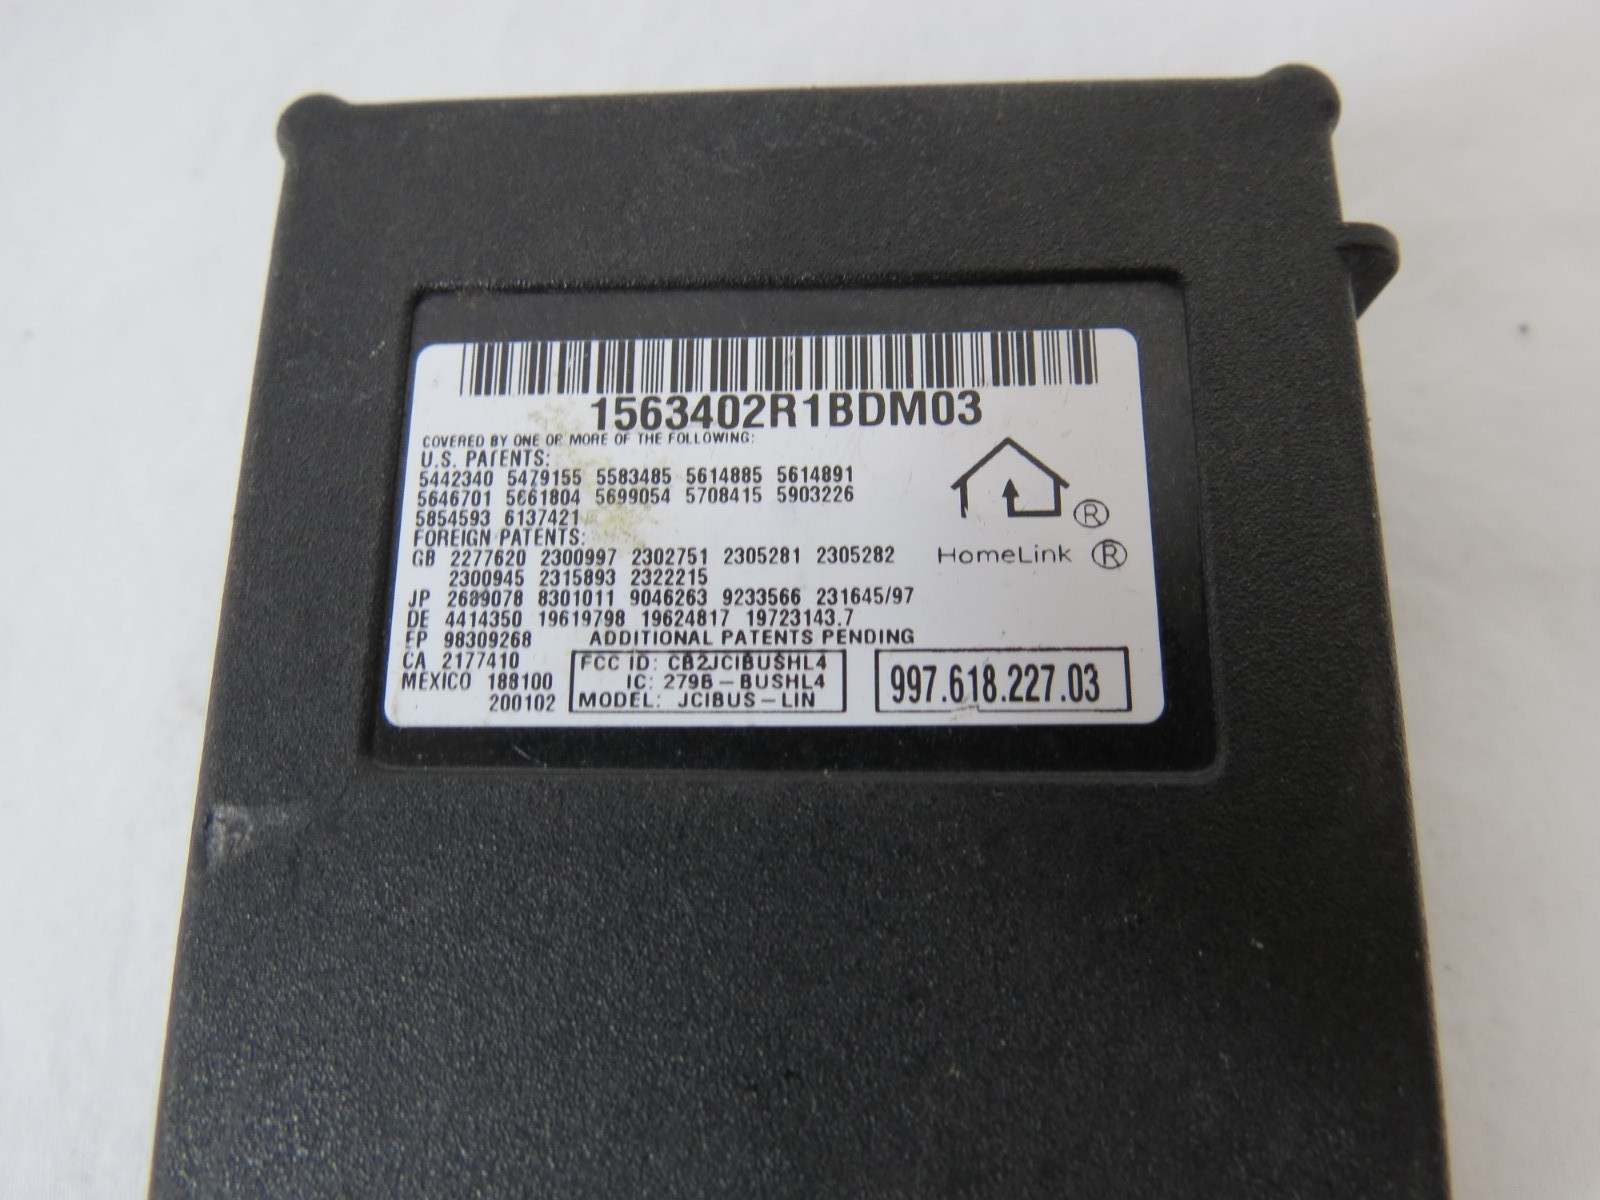 1563402R1BDM03
COVERED BY ONE OR MORE OF THE FOLLOWING:
U.S. PATENTS:
5442340 5479155 5583485 5614885 5614891
5646701 5661804 5699054 5708415 5903226
5854593 6137421
FOREIGN PATENTS:
GB 2277620 2300997 2302751 2305281 2305282
2300945 2315893 2322215
JP 2689078 8301011 9046263 9233566 231645/97
DE 4414350 19619798 19624817 19723143.7
EP 98309268 ADDITIONAL PATENTS PENDING
CA 2177410
MEXICO 188100
200102
FCC ID: CB2JCIBUSHL4
IC: 279B-BUSHL4
MODEL: JCIBUS-LIN
®
HomeLink ®
997.618.227.03